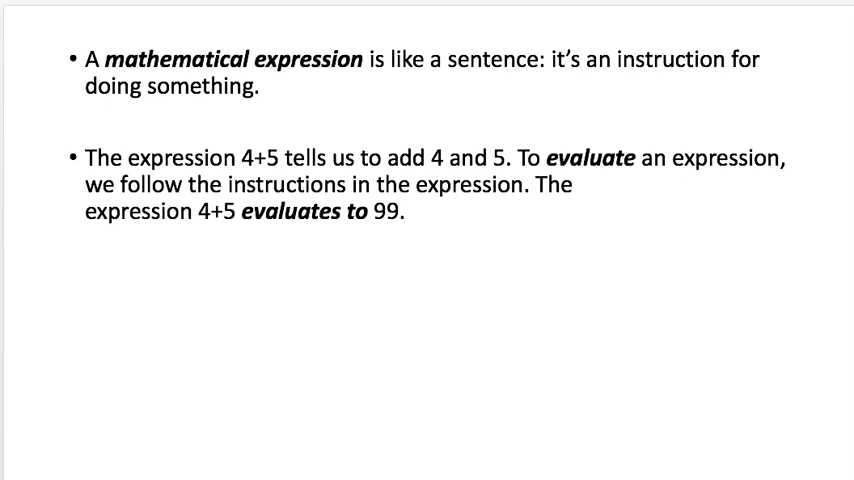 • A mathematical expression is like a sentence: it’s an instruction for
doing something.
• The expression 4+5 tells us to add 4 and 5. To evaluate an expression,
we follow the instructions in the expression. The
expression 4+5 evaluates to 99.